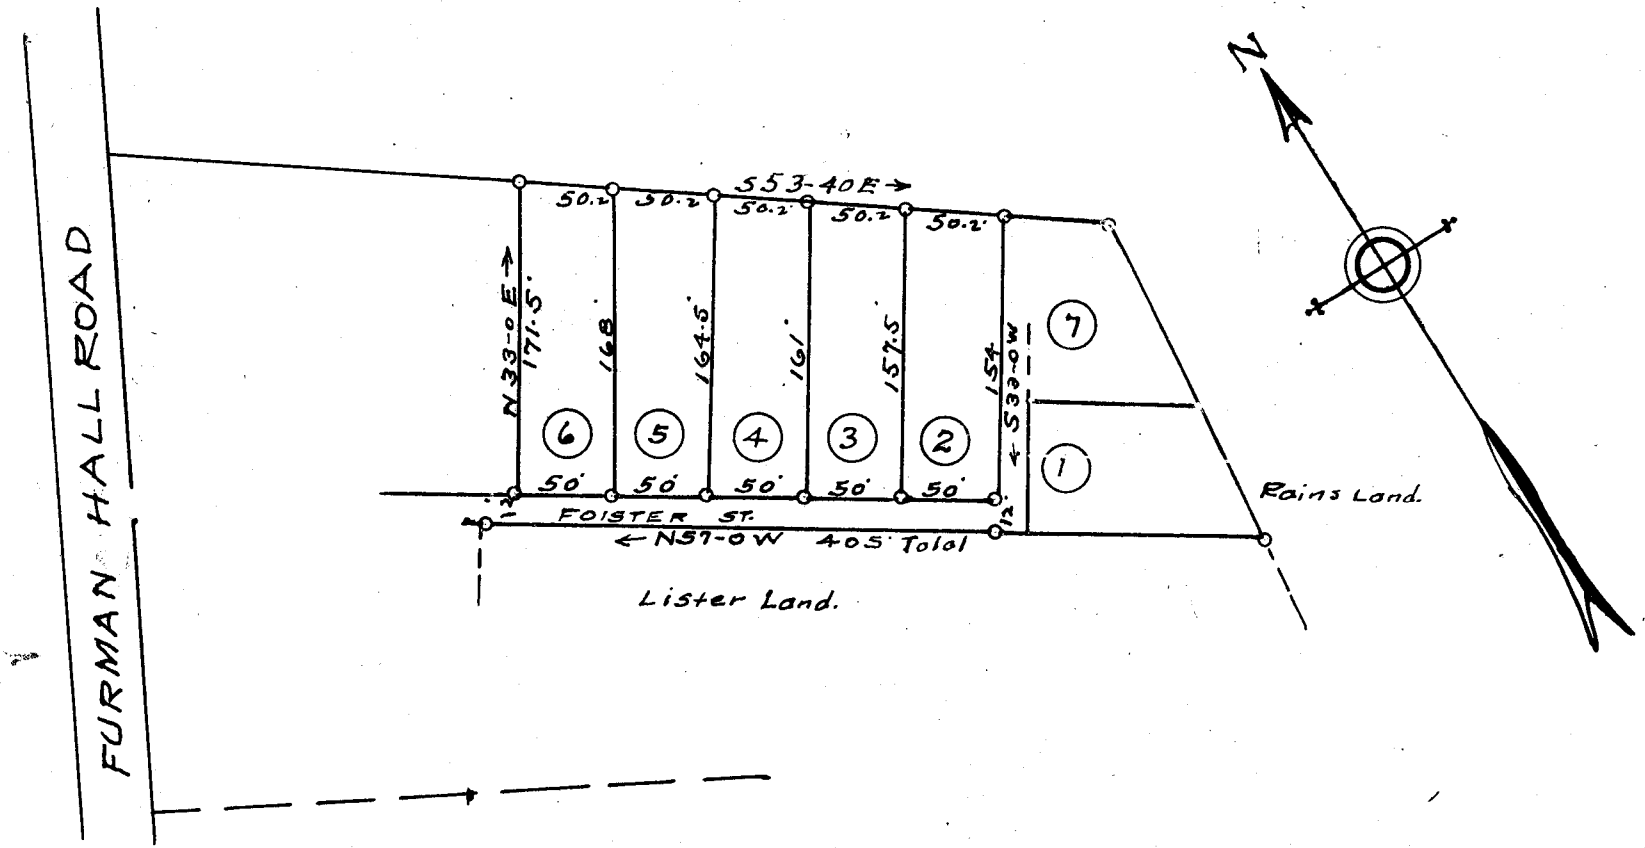 N
FURMAN HALL ROAD
S53-40E →
50.2
50.2
50.2
50.2
50.2'
N33-0E →
171.5'
168'
164.5'
161'
157.5'
154
← S33-0W
7
6
5
4
3
2
1
50'
50'
50'
50'
50'
12'
12'
FOISTER ST.
← N57-0W 405' Total
Rains Land.
Lister Land.